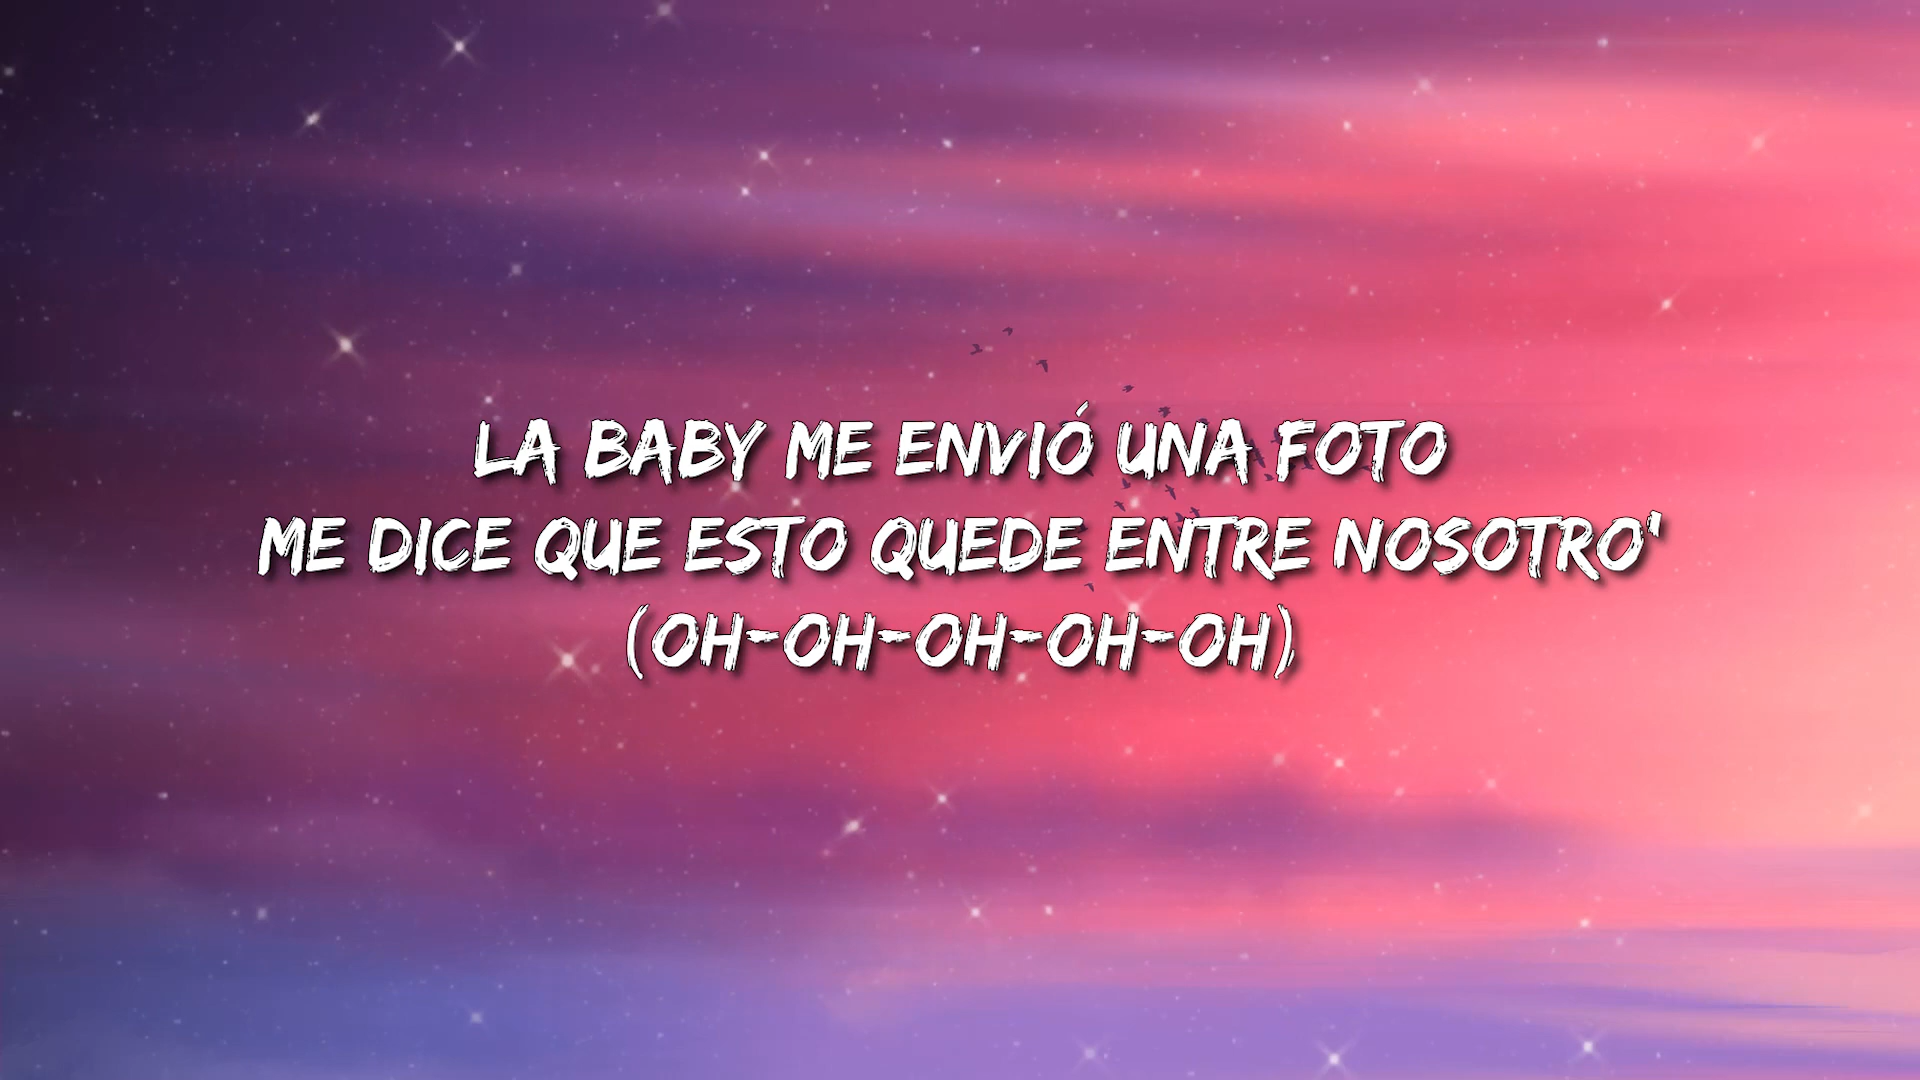 LA BABY ME ENVIÓ UNA FOTO
ME DICE QUE ESTO QUEDE ENTRE NOSOTRO'
(OH-OH-OH-OH-OH)